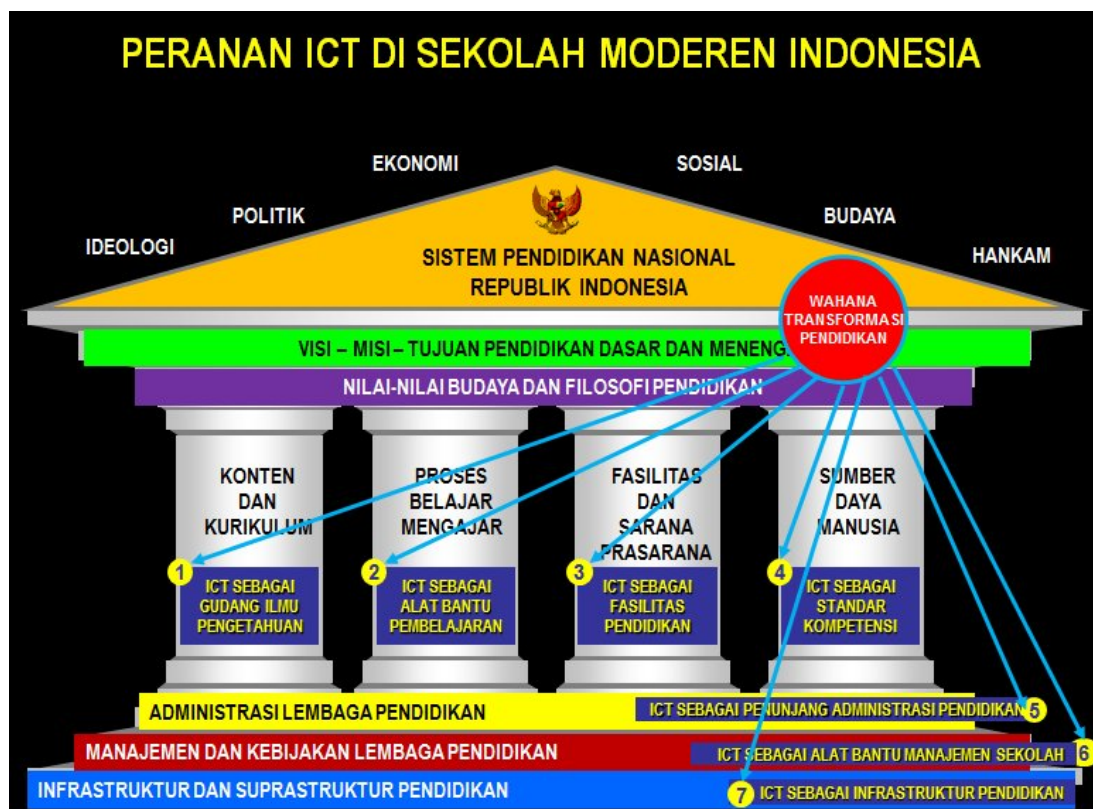 PERANAN ICT DI SEKOLAH MODEREN INDONESIA
EKONOMI
SOSIAL
POLITIK
BUDAYA
IDEOLOGI
HANKAM
SISTEM PENDIDIKAN NASIONAL
REPUBLIK INDONESIA
WAHANA
TRANSFORMASI
PENDIDIKAN
VISI – MISI – TUJUAN PENDIDIKAN DASAR DAN
NILAI-NILAI BUDAYA DAN FILOSOFI PENDIDIKAN
KONTEN
DAN
KURIKULUM
1
ICT SEBAGAI
GUDANG ILMU
PENGETAHUAN
PROSES
BELAJAR
MENGAJAR
2
ICT SEBAGAI
ALAT BANTU
PEMBELAJARAN
FASILITAS
DAN
SARANA
PRASARANA
3
ICT SEBAGAI
FASILITAS
PENDIDIKAN
SUMBER
DAYA
MANUSIA
4
ICT SEBAGAI
STANDAR
KOMPETENSI
ADMINISTRASI LEMBAGA PENDIDIKAN
ICT SEBAGAI PENUNJANG ADMINISTRASI PENDIDIKAN 5
MANAJEMEN DAN KEBIJAKAN LEMBAGA PENDIDIKAN
ICT SEBAGAI ALAT BANTU MANAJEMEN SEKOLAH 6
INFRASTRUKTUR DAN SUPRASTRUKTUR PENDIDIKAN
7 ICT SEBAGAI INFRASTRUKTUR PENDIDIKAN